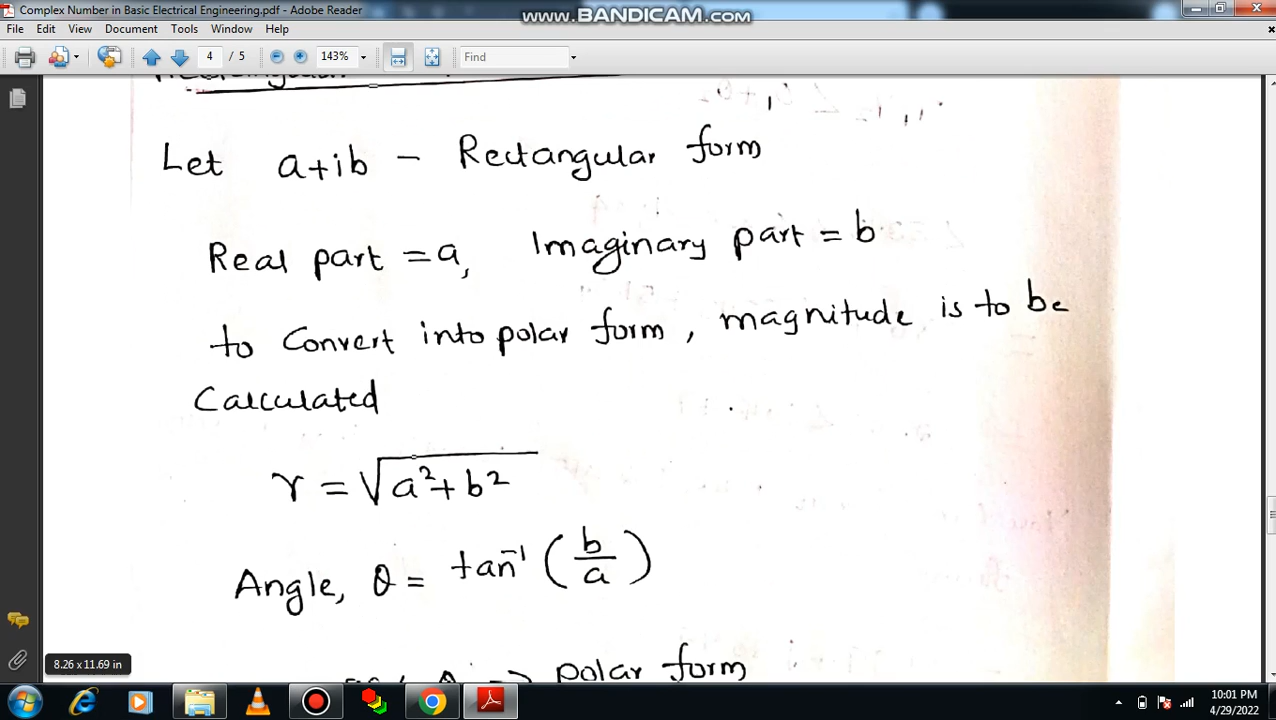 Complex Number in Basic Electrical Engineering.pdf - Adobe Reader
www.BANDICAM.com
File Edit View Document Tools Window Help
4 / 5 143% Find
Let a+ib - Rectangular form
Real part = a, Imaginary part = b
to Convert into polar form, magnitude is to be
Calculated
r = √a²+b²
Angle, θ = tan⁻¹ (b/a)
polar form
8.26 x 11.69 in
10:01 PM
4/29/2022